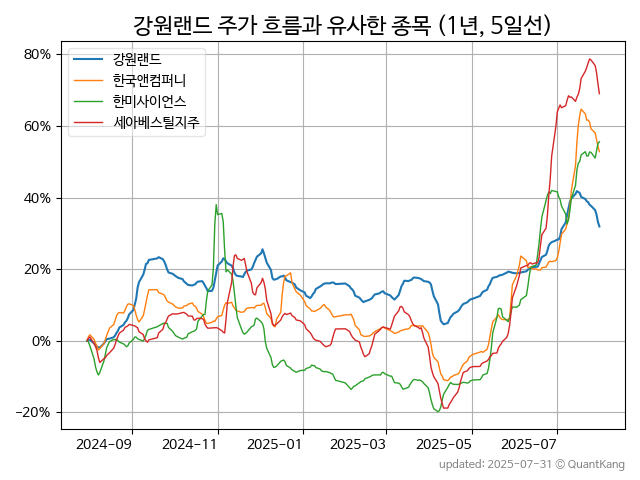 강원랜드 주가 흐름과 유사한 종목 (1년, 5일선)
강원랜드
한국앤컴퍼니
한미사이언스
세아베스틸지주
80%
60%
40%
20%
0%
−20%
2024-09
2024-11
2025-01
2025-03
2025-05
2025-07
updated: 2025-07-31 © QuantKang